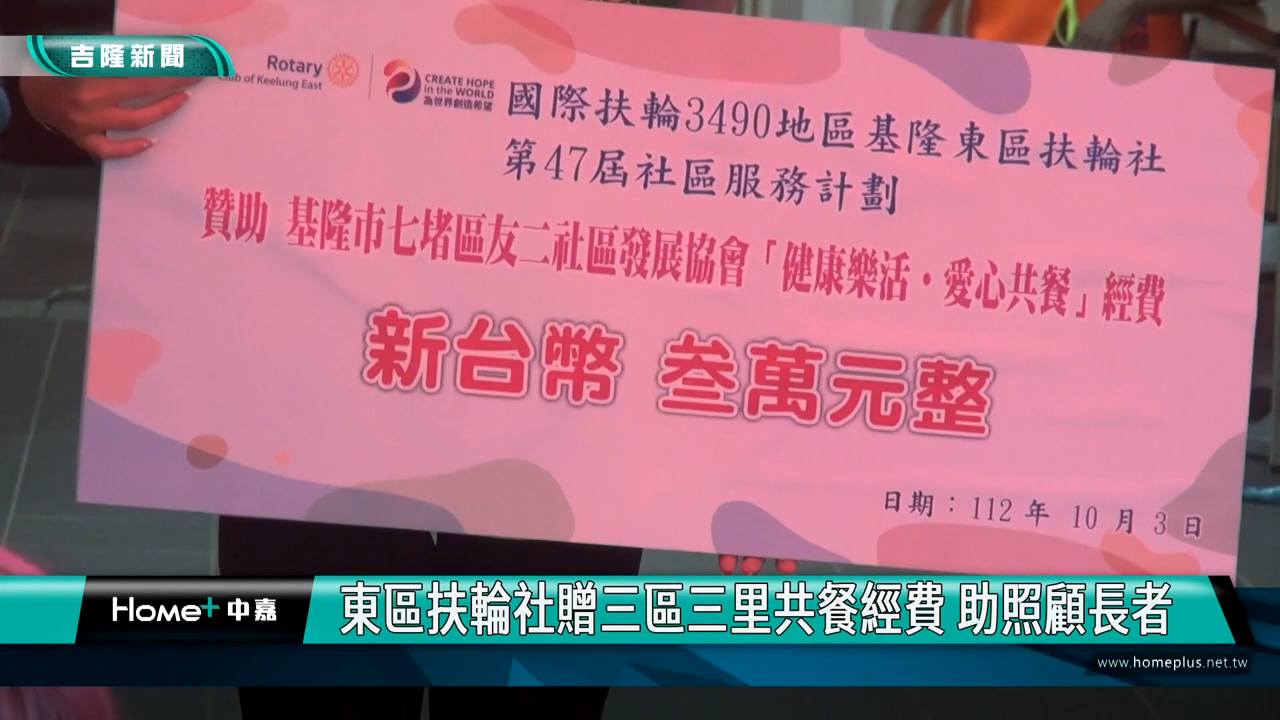 吉隆新聞
Rotary
Club of Keelung East
CREATE HOPE
in the WORLD
為世界創造希望
國際扶輪3490地區基隆東區扶輪社
第47屆社區服務計劃
贊助 基隆市七堵區友二社區發展協會「健康樂活·愛心共餐」經費
新台幣 叁萬元整
日期：112 年 10 月 3 日
Home+ 中嘉
東區扶輪社贈三區三里共餐經費 助照顧長者
www.homeplus.net.tw